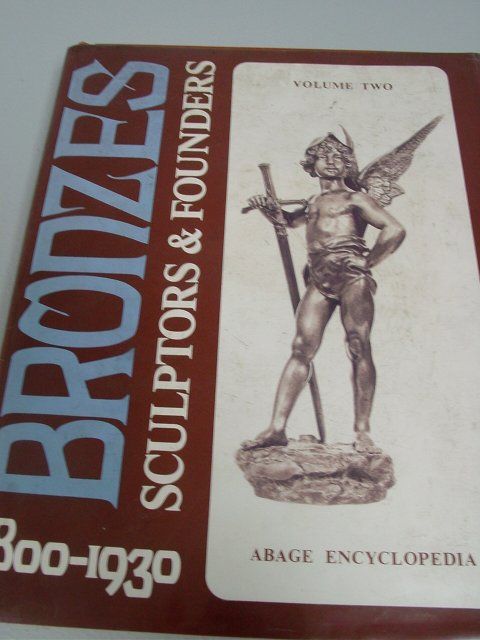 BRONZES
SCULPTORS & FOUNDERS
800-1930
VOLUME TWO
ABAGE ENCYCLOPEDIA